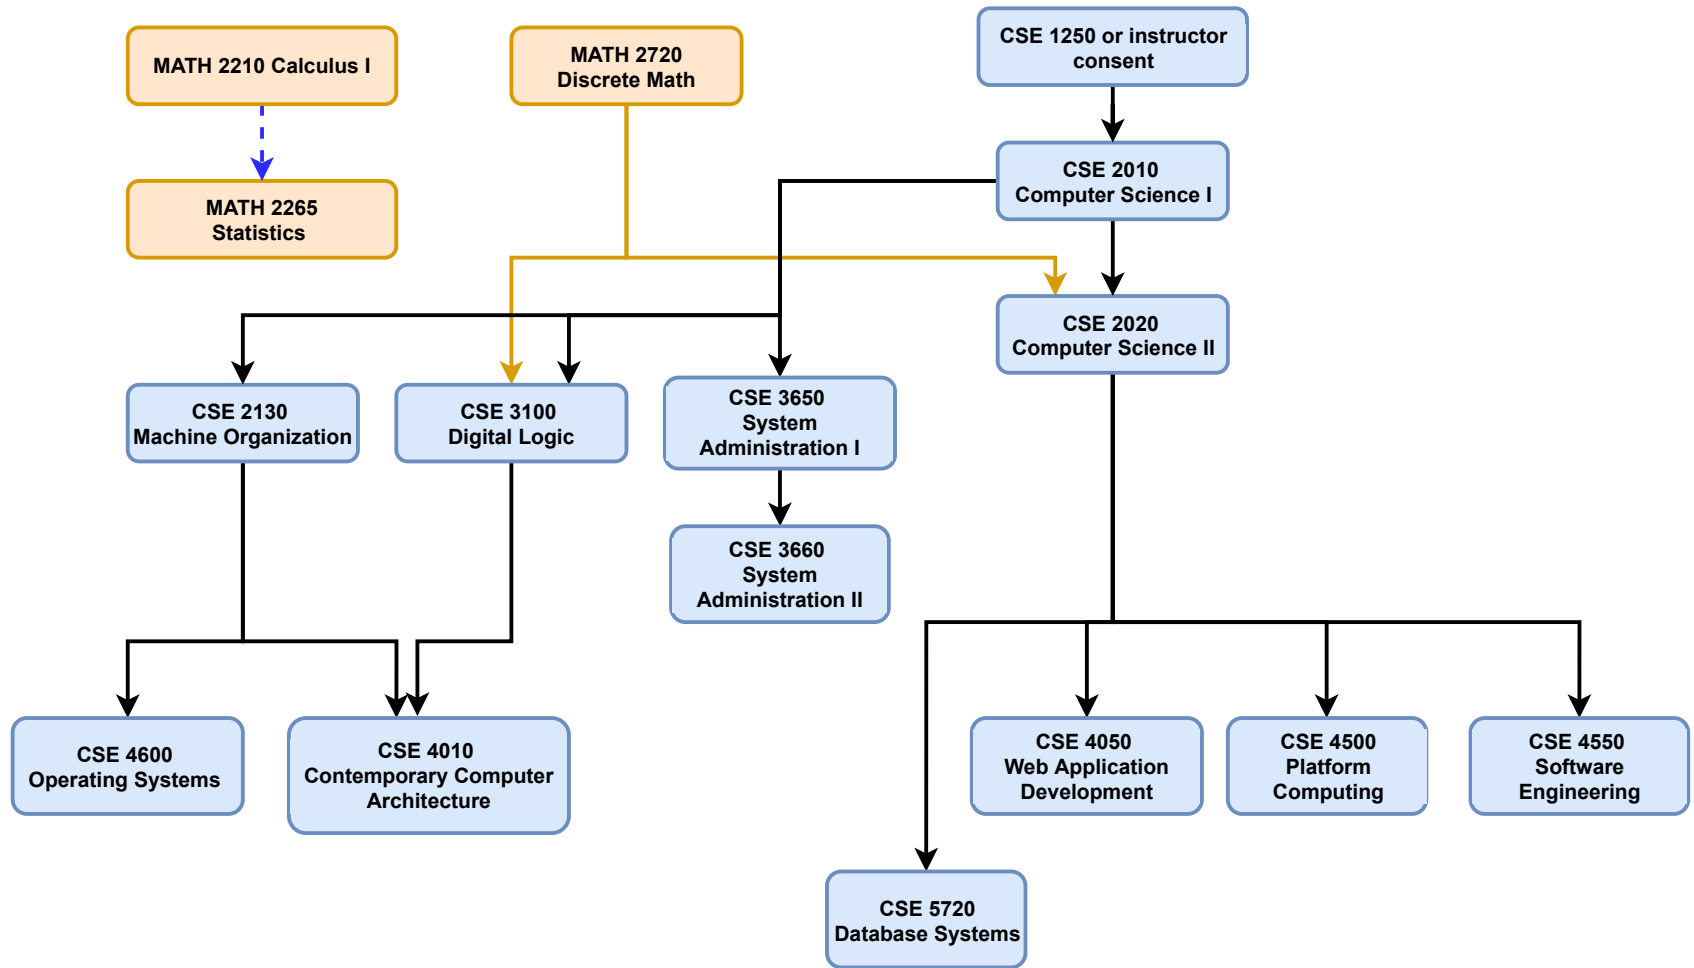 MATH 2210 Calculus I
MATH 2720
Discrete Math
CSE 1250 or instructor
consent
CSE 2010
Computer Science I
MATH 2265
Statistics
CSE 2020
Computer Science II
CSE 2130
Machine Organization
CSE 3100
Digital Logic
CSE 3650
System
Administration I
CSE 3660
System
Administration II
CSE 4600
Operating Systems
CSE 4010
Contemporary Computer
Architecture
CSE 4050
Web Application
Development
CSE 4500
Platform
Computing
CSE 4550
Software
Engineering
CSE 5720
Database Systems